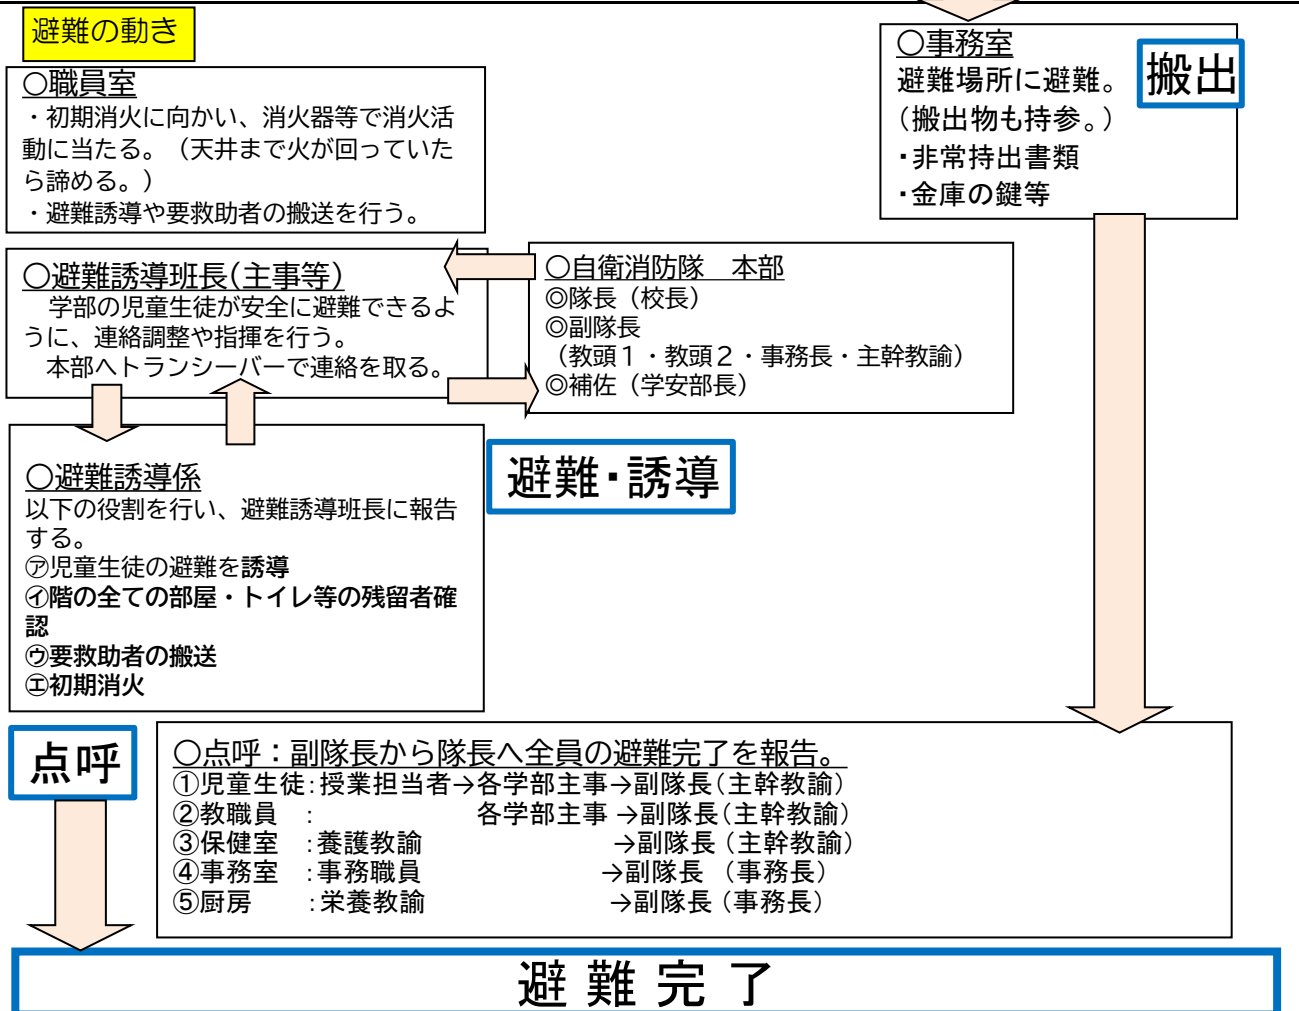 避難の動き
○職員室
・初期消火に向かい、消火器等で消火活
動に当たる。（天井まで火が回っていた
ら諦める。）
・避難誘導や要救助者の搬送を行う。
○事務室
避難場所に避難。
（搬出物も持参。）
・非常持出書類
・金庫の鍵等
搬出
○避難誘導班長(主事等)
学部の児童生徒が安全に避難できるよ
うに、連絡調整や指揮を行う。
本部へトランシーバーで連絡を取る。
○自衛消防隊　本部
◎隊長（校長）
◎副隊長
（教頭１・教頭２・事務長・主幹教諭）
◎補佐（学安部長）
避難・誘導
○避難誘導係
以下の役割を行い、避難誘導班長に報告
する。
㋐児童生徒の避難を誘導
㋑階の全ての部屋・トイレ等の残留者確
認
㋒要救助者の搬送
㋓初期消火
点呼
○点呼：副隊長から隊長へ全員の避難完了を報告。
①児童生徒：授業担当者→各学部主事→副隊長（主幹教諭）
②教職員　：　各学部主事 →副隊長（主幹教諭）
③保健室　：養護教諭　→副隊長（主幹教諭）
④事務室　：事務職員　→副隊長　（事務長）
⑤厨房　：栄養教諭　→副隊長（事務長）
避 難 完 了